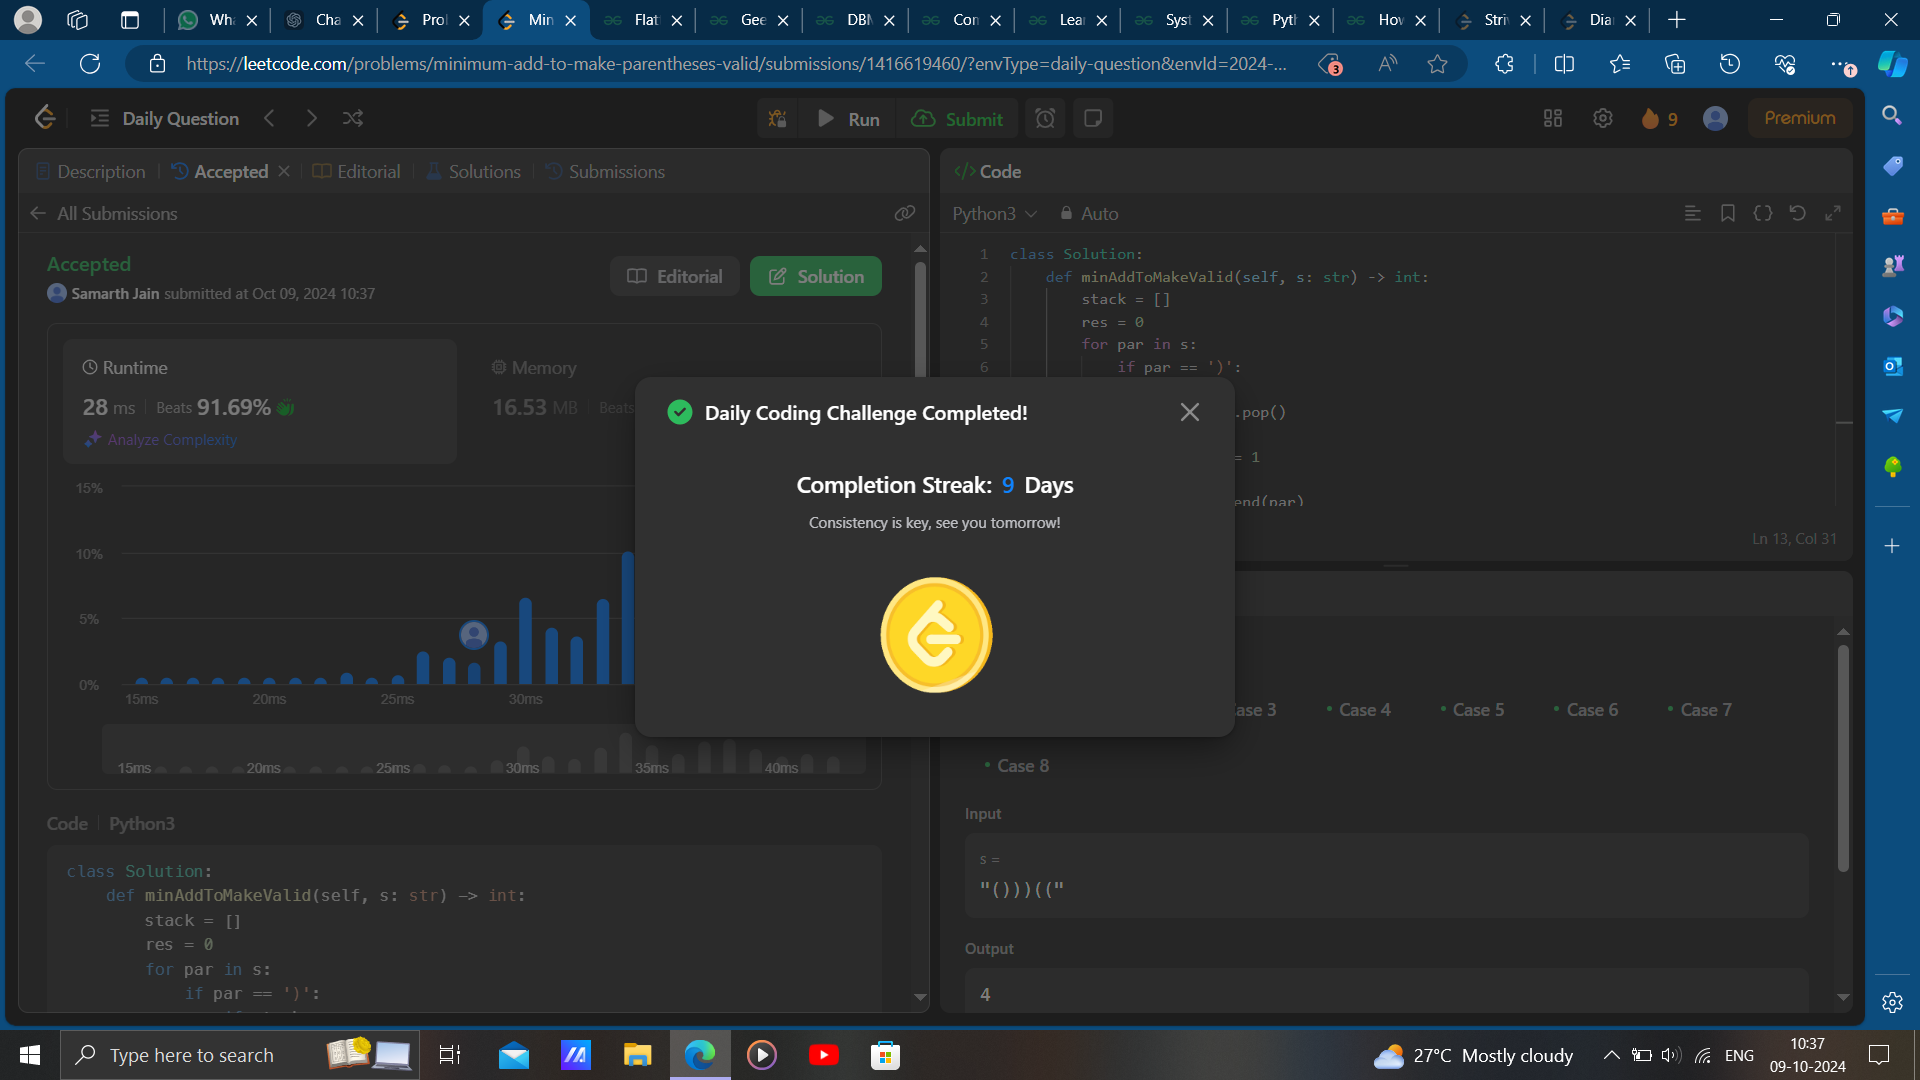 Wha
Cha
Prob
Min
Flat
Gee
DBM
Con
Lear
Syst
Pyth
How
Striv
Diar
https://leetcode.com/problems/minimum-add-to-make-parentheses-valid/submissions/1416619460/?envType=daily-question&envId=2024-...
3
Daily Question
Run
Submit
9
Premium
Description
Accepted
Editorial
Solutions
Submissions
All Submissions
Accepted
Samarth Jain submitted at Oct 09, 2024 10:37
Editorial
Solution
Runtime
28 ms
Beats 91.69%
Analyze Complexity
Memory
16.53 MB
Beats
15%
10%
5%
0%
15ms 20ms 25ms 30ms
15ms 20ms 25ms 30ms 35ms 40ms
Code
Python3
class Solution:
def minAddToMakeValid(self, s: str) -> int:
stack = []
res = 0
for par in s:
if par == ')':
Daily Coding Challenge Completed!
Completion Streak: 9 Days
Consistency is key, see you tomorrow!
</> Code
Python3
Auto
1 class Solution:
2 def minAddToMakeValid(self, s: str) -> int:
3 stack = []
4 res = 0
5 for par in s:
6 if par == ')':
.pop()
= 1
end(par)
Ln 13, Col 31
ase 3
Case 4
Case 5
Case 6
Case 7
Case 8
Input
s =
"()))(("
Output
4
Type here to search
27°C Mostly cloudy
ENG
10:37
09-10-2024